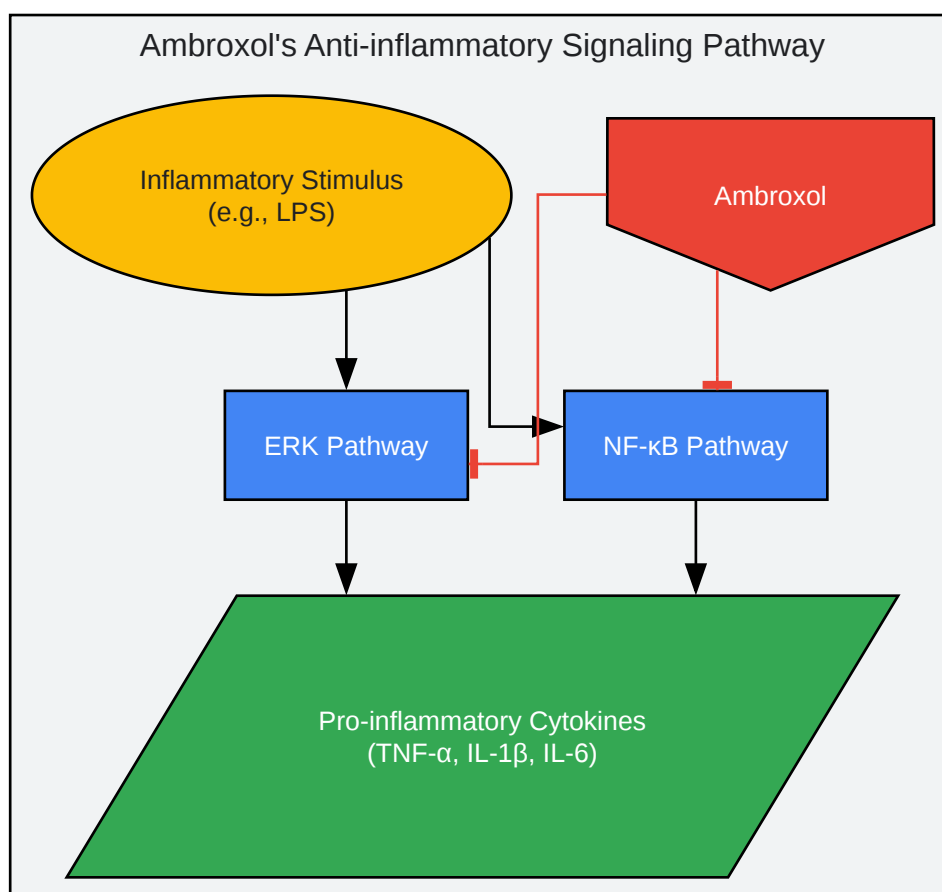 Ambroxol's Anti-inflammatory Signaling Pathway
Inflammatory Stimulus
(e.g., LPS)
Ambroxol
ERK Pathway
NF-κB Pathway
Pro-inflammatory Cytokines
(TNF-α, IL-1β, IL-6)